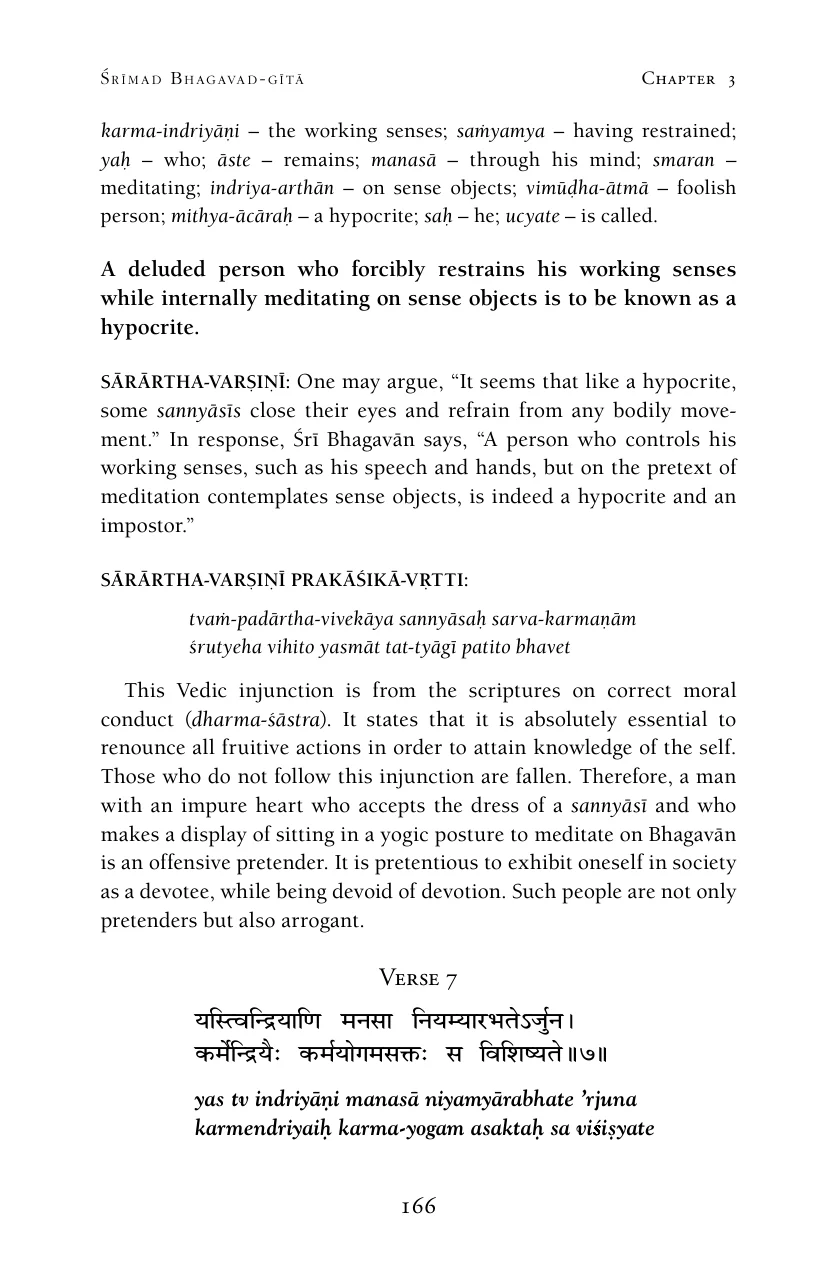 Śrīmad Bhagavad-gītā Chapter 3
karma-indriyāṇi – the working senses; saṁyamya – having restrained;
yaḥ – who; āste – remains; manasā – through his mind; smaran –
meditating; indriya-arthān – on sense objects; vimūḍha-ātmā – foolish
person; mithya-ācāraḥ – a hypocrite; saḥ – he; ucyate – is called.
A deluded person who forcibly restrains his working senses
while internally meditating on sense objects is to be known as a
hypocrite.
SĀRĀRTHA-VARṢIṆĪ: One may argue, “It seems that like a hypocrite,
some sannyāsīs close their eyes and refrain from any bodily move-
ment.” In response, Śrī Bhagavān says, “A person who controls his
working senses, such as his speech and hands, but on the pretext of
meditation contemplates sense objects, is indeed a hypocrite and an
impostor.”
SĀRĀRTHA-VARṢIṆĪ PRAKĀŚIKĀ-VṚTTI:
tvaṁ-padārtha-vivekāya sannyāsaḥ sarva-karmaṇām
śrutyeha vihito yasmāt tat-tyāgī patito bhavet
This Vedic injunction is from the scriptures on correct moral
conduct (dharma-śāstra). It states that it is absolutely essential to
renounce all fruitive actions in order to attain knowledge of the self.
Those who do not follow this injunction are fallen. Therefore, a man
with an impure heart who accepts the dress of a sannyāsī and who
makes a display of sitting in a yogic posture to meditate on Bhagavān
is an offensive pretender. It is pretentious to exhibit oneself in society
as a devotee, while being devoid of devotion. Such people are not only
pretenders but also arrogant.
Verse 7
यस्त्विन्द्रियाणि मनसा नियम्यारभतेऽर्जुन।
कर्मेन्द्रियैः कर्मयोगमसक्तः स विशिष्यते॥७॥
yas tv indriyāṇi manasā niyamyārabhate ’rjuna
karmendriyaiḥ karma-yogam asaktaḥ sa viśiṣyate
166